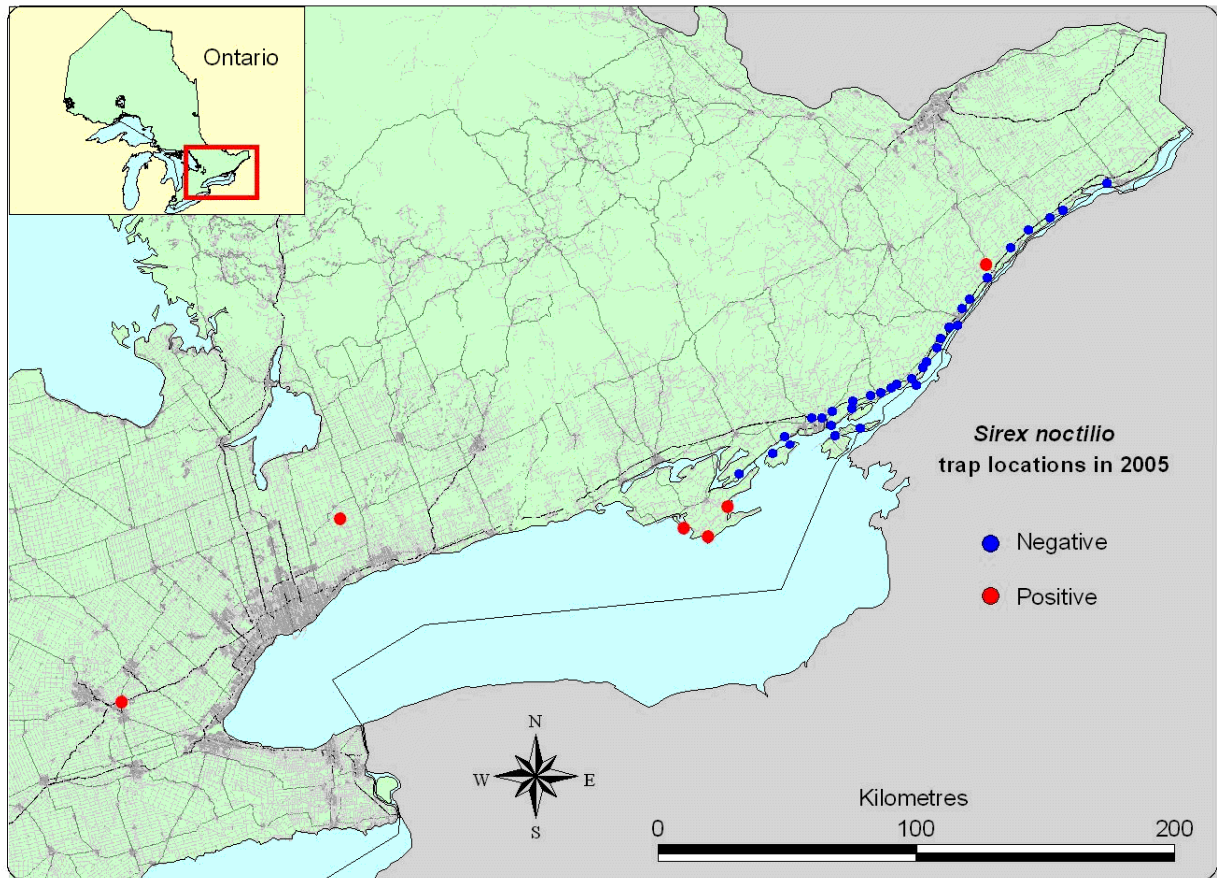 Ontario
Sirex noctilio
trap locations in 2005
Negative
Positive
N
W E
S
Kilometres
0 100 200